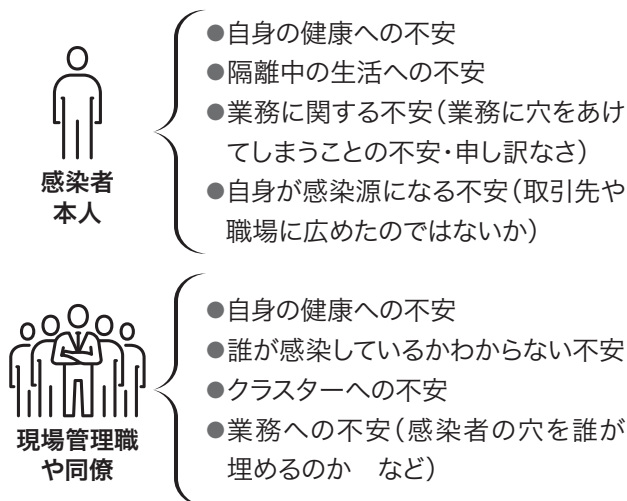 ●自身の健康への不安
●隔離中の生活への不安
●業務に関する不安(業務に穴をあけ
てしまうことの不安・申し訳なさ)
●自身が感染源になる不安(取引先や
職場に広めたのではないか)
感染者
本人
●自身の健康への不安
●誰が感染しているかわからない不安
●クラスターへの不安
●業務への不安(感染者の穴を誰が
埋めるのか　など)
現場管理職
や同僚